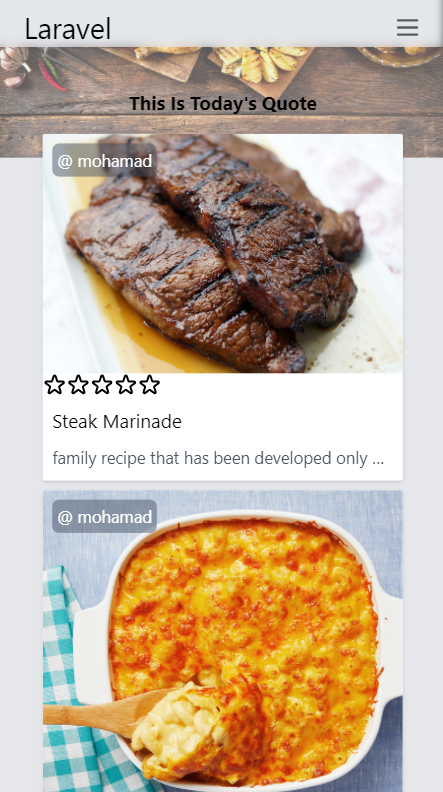 Laravel
This Is Today's Quote
@ mohamad
Steak Marinade
family recipe that has been developed only ...
@ mohamad